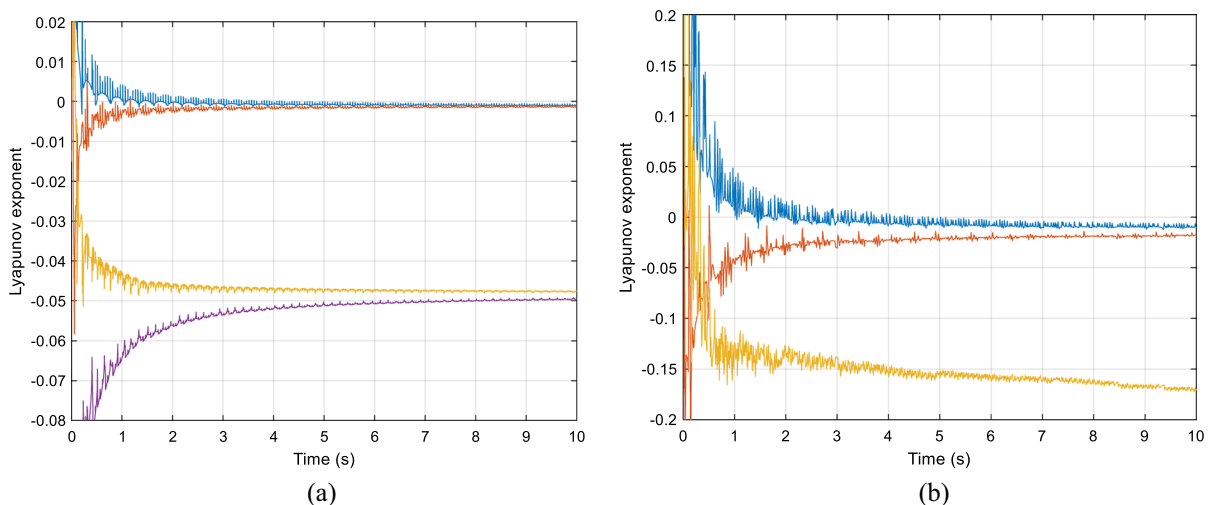 0.02
0.01
0
-0.01
-0.02
-0.03
-0.04
-0.05
-0.06
-0.07
-0.08
Lyapunov exponent
0 1 2 3 4 5 6 7 8 9 10
Time (s)
(a)
0.2
0.15
0.1
0.05
0
-0.05
-0.1
-0.15
-0.2
Lyapunov exponent
0 1 2 3 4 5 6 7 8 9 10
Time (s)
(b)